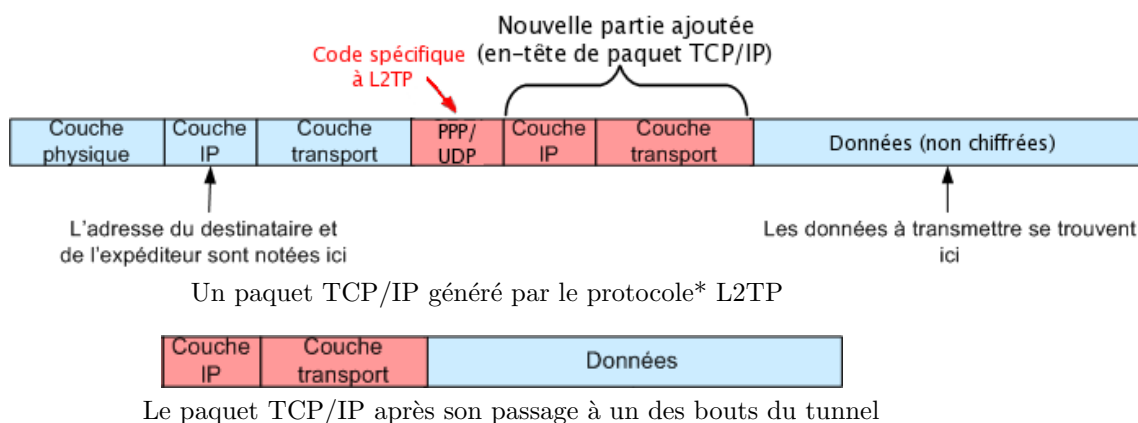 Nouvelle partie ajoutée
Code spécifique (en-tête de paquet TCP/IP)
à L2TP
Couche physique
Couche IP
Couche transport
PPP/ UDP
Couche IP
Couche transport
Données (non chiffrées)
L'adresse du destinataire et
de l'expéditeur sont notées ici
Les données à transmettre se trouvent
ici
Un paquet TCP/IP généré par le protocole* L2TP
Couche IP
Couche transport
Données
Le paquet TCP/IP après son passage à un des bouts du tunnel